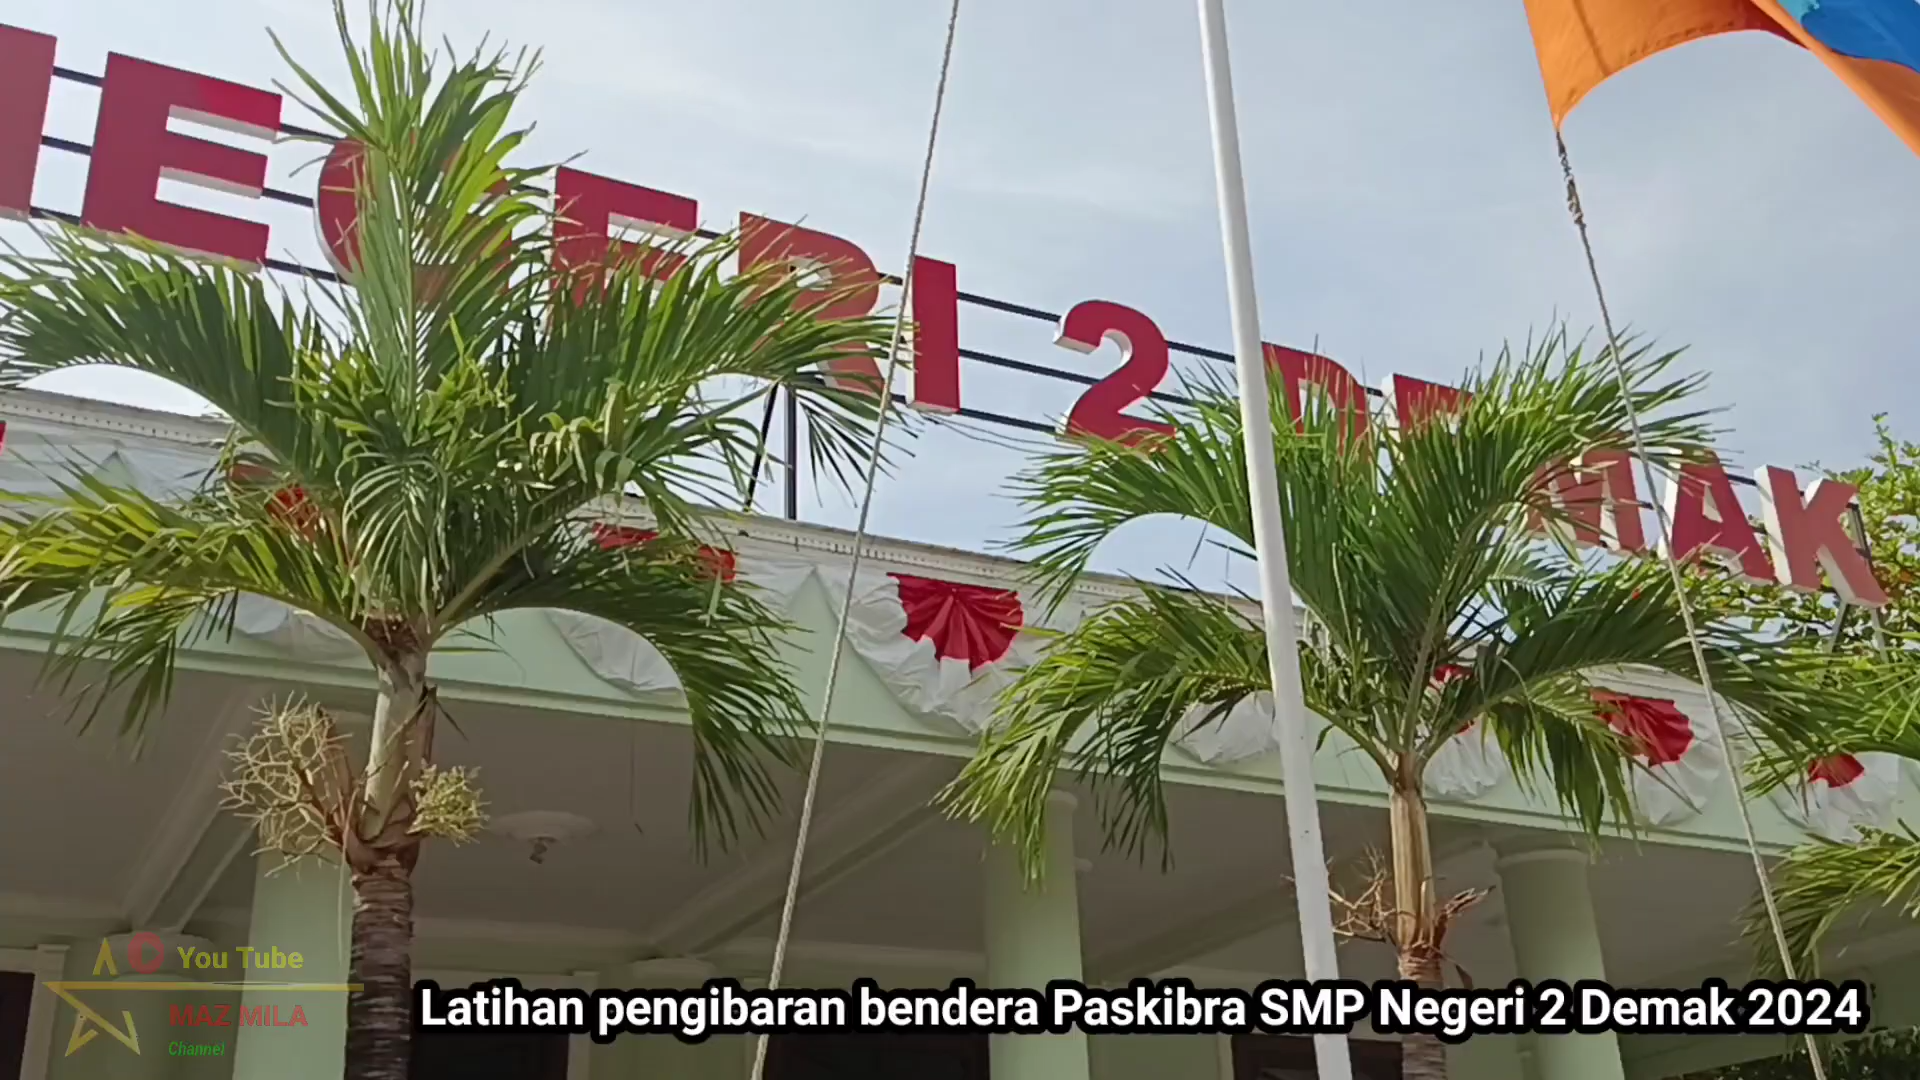 NEGERI 2 DEMAK
You Tube
MAZ MILA
Channel
Latihan pengibaran bendera Paskibra SMP Negeri 2 Demak 2024